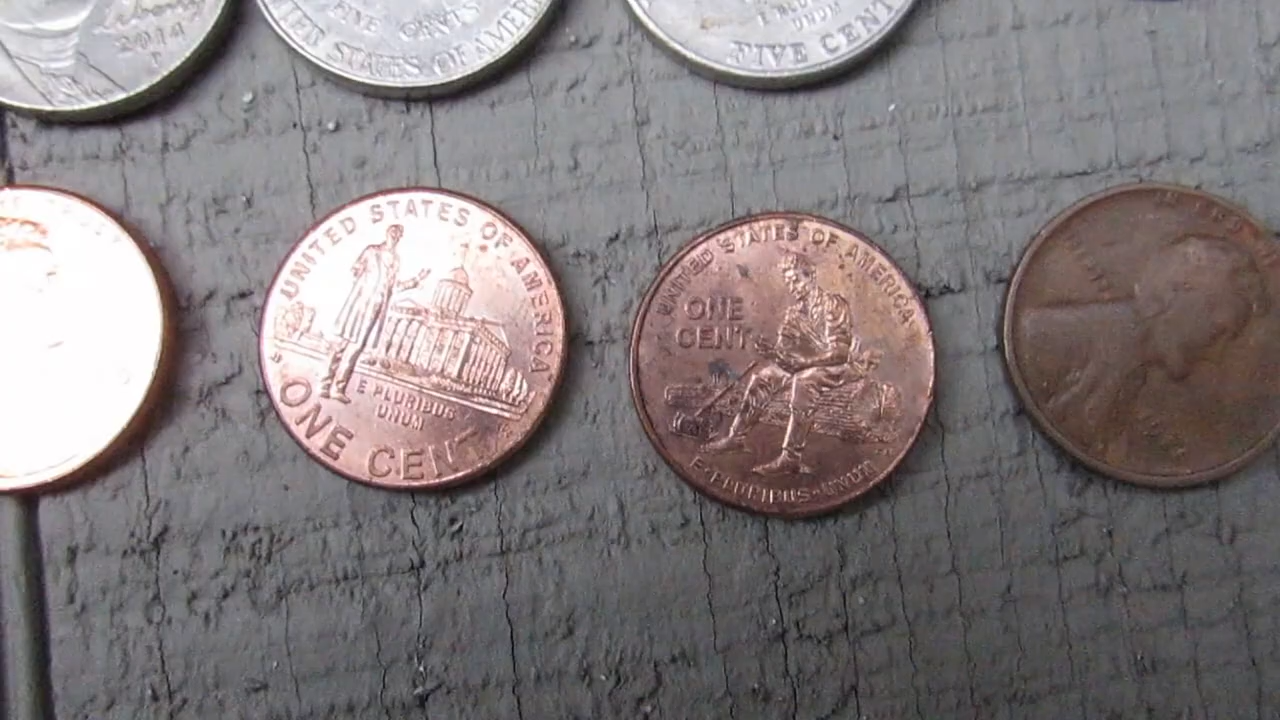 2014
P
FIVE CENTS
UNITED STATES OF AMERICA
E PLURIBUS
UNUM
FIVE CENTS
UNITED STATES OF AMERICA
E PLURIBUS
UNUM
ONE CENT
UNITED STATES OF AMERICA
ONE
CENT
E·PLURIBUS·UNUM